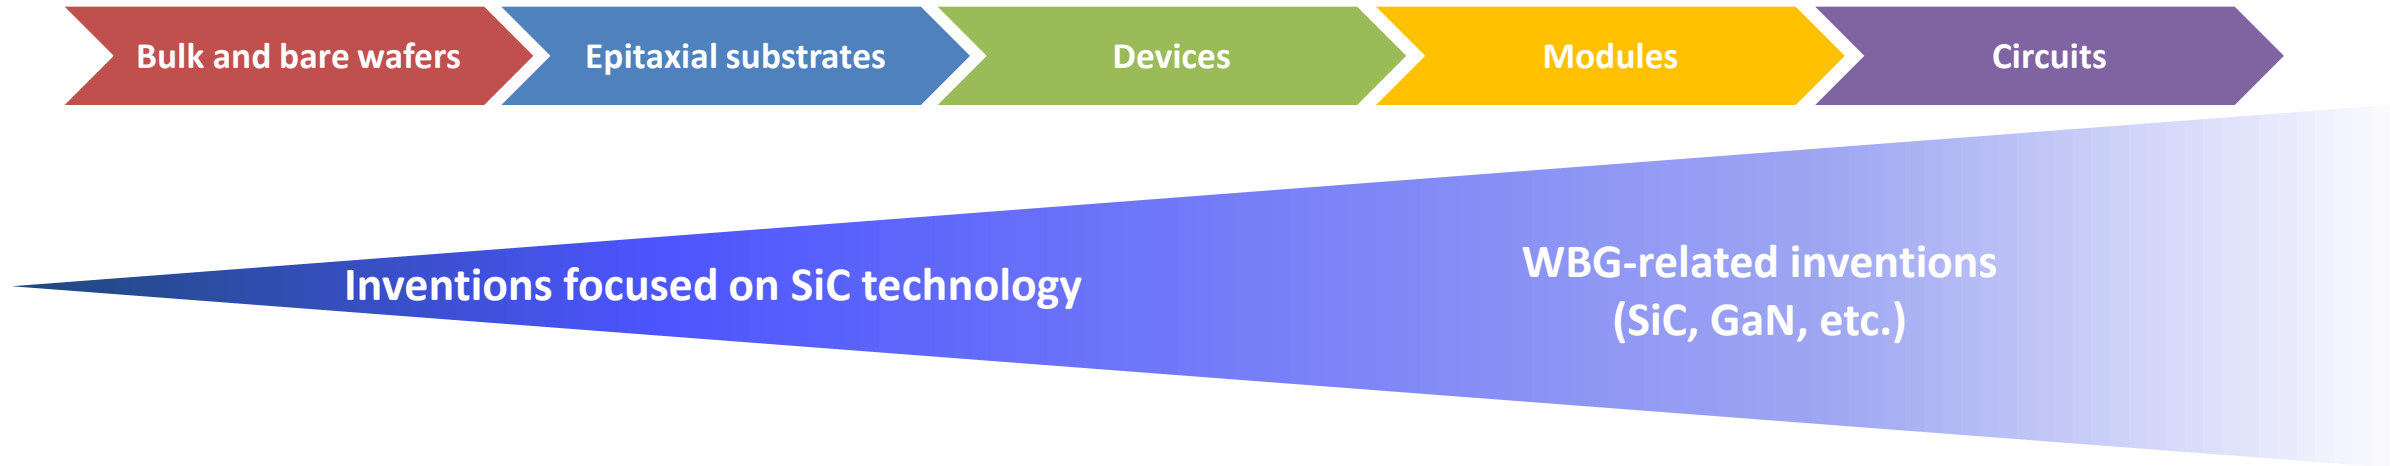 Bulk and bare wafers
Epitaxial substrates
Devices
Modules
Circuits
Inventions focused on SiC technology
WBG-related inventions
(SiC, GaN, etc.)